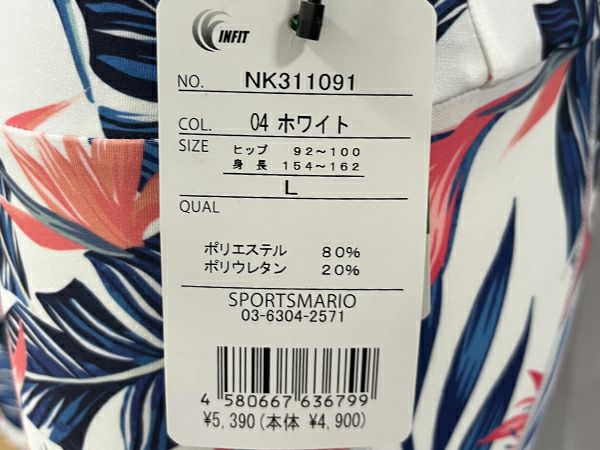 INFIT
NO. NK311091
COL. 04 ホワイト
SIZE ヒップ 92~100
身長 154~162
L
QUAL
ポリエステル 80%
ポリウレタン 20%
SPORTSMARIO
03-6304-2571
4 580667 636799
¥5,390(本体 ¥4,900)